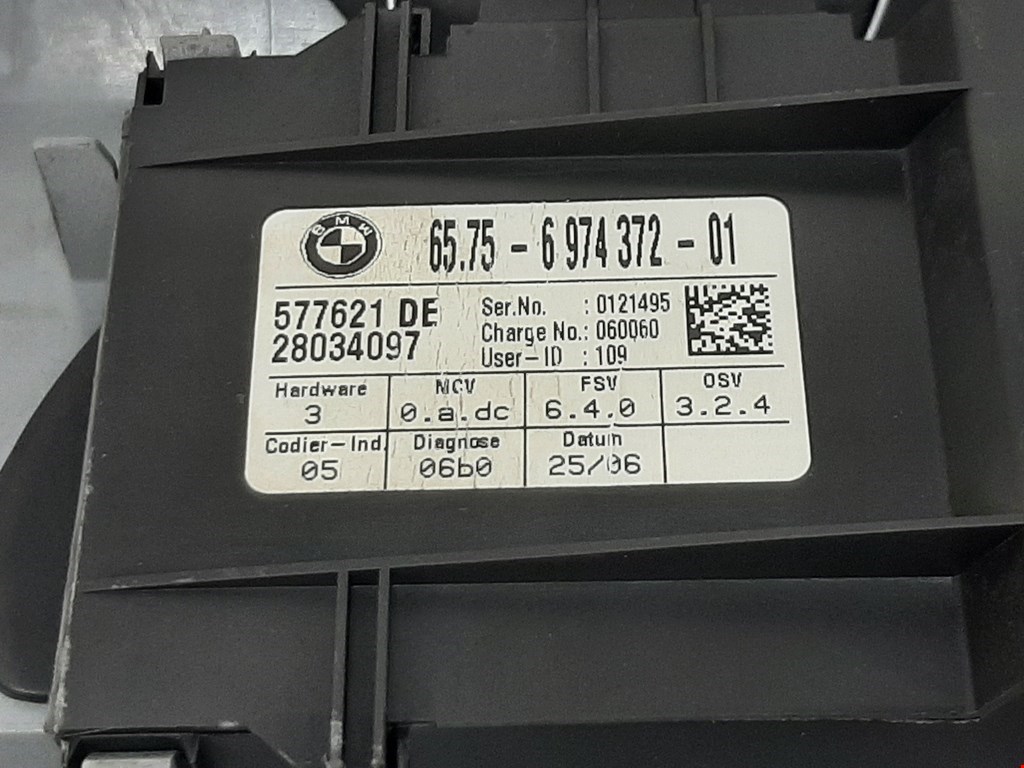 BMW 65.75 - 6 974 372 - 01
577621 DE
28034097
Ser.No. : 0121495
Charge No.: 060060
User-ID : 109
Hardware MCV FSV OSV
3 0.a.dc 6.4.0 3.2.4
Codier-Ind. Diagnose Datum
05 06b0 25/06